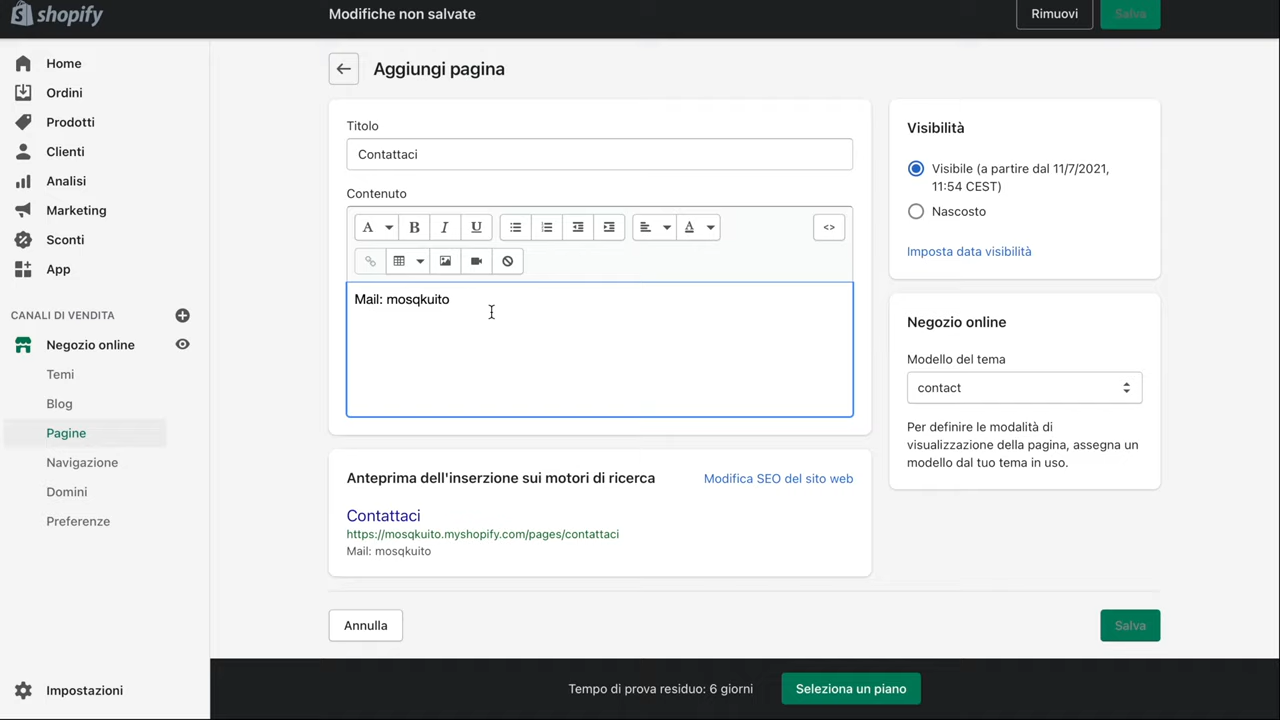 shopify
Modifiche non salvate
Rimuovi
Salva
Home
Ordini
Prodotti
Clienti
Analisi
Marketing
Sconti
App
CANALI DI VENDITA
Negozio online
Temi
Blog
Pagine
Navigazione
Domini
Preferenze
Impostazioni
Aggiungi pagina
Titolo
Contattaci
Contenuto
A B I U A <>
Mail: mosqkuito
Anteprima dell'inserzione sui motori di ricerca
Modifica SEO del sito web
Contattaci
https://mosqkuito.myshopify.com/pages/contattaci
Mail: mosqkuito
Visibilità
Visibile (a partire dal 11/7/2021,
11:54 CEST)
Nascosto
Imposta data visibilità
Negozio online
Modello del tema
contact
Per definire le modalità di
visualizzazione della pagina, assegna un
modello dal tuo tema in uso.
Annulla
Salva
Tempo di prova residuo: 6 giorni
Seleziona un piano